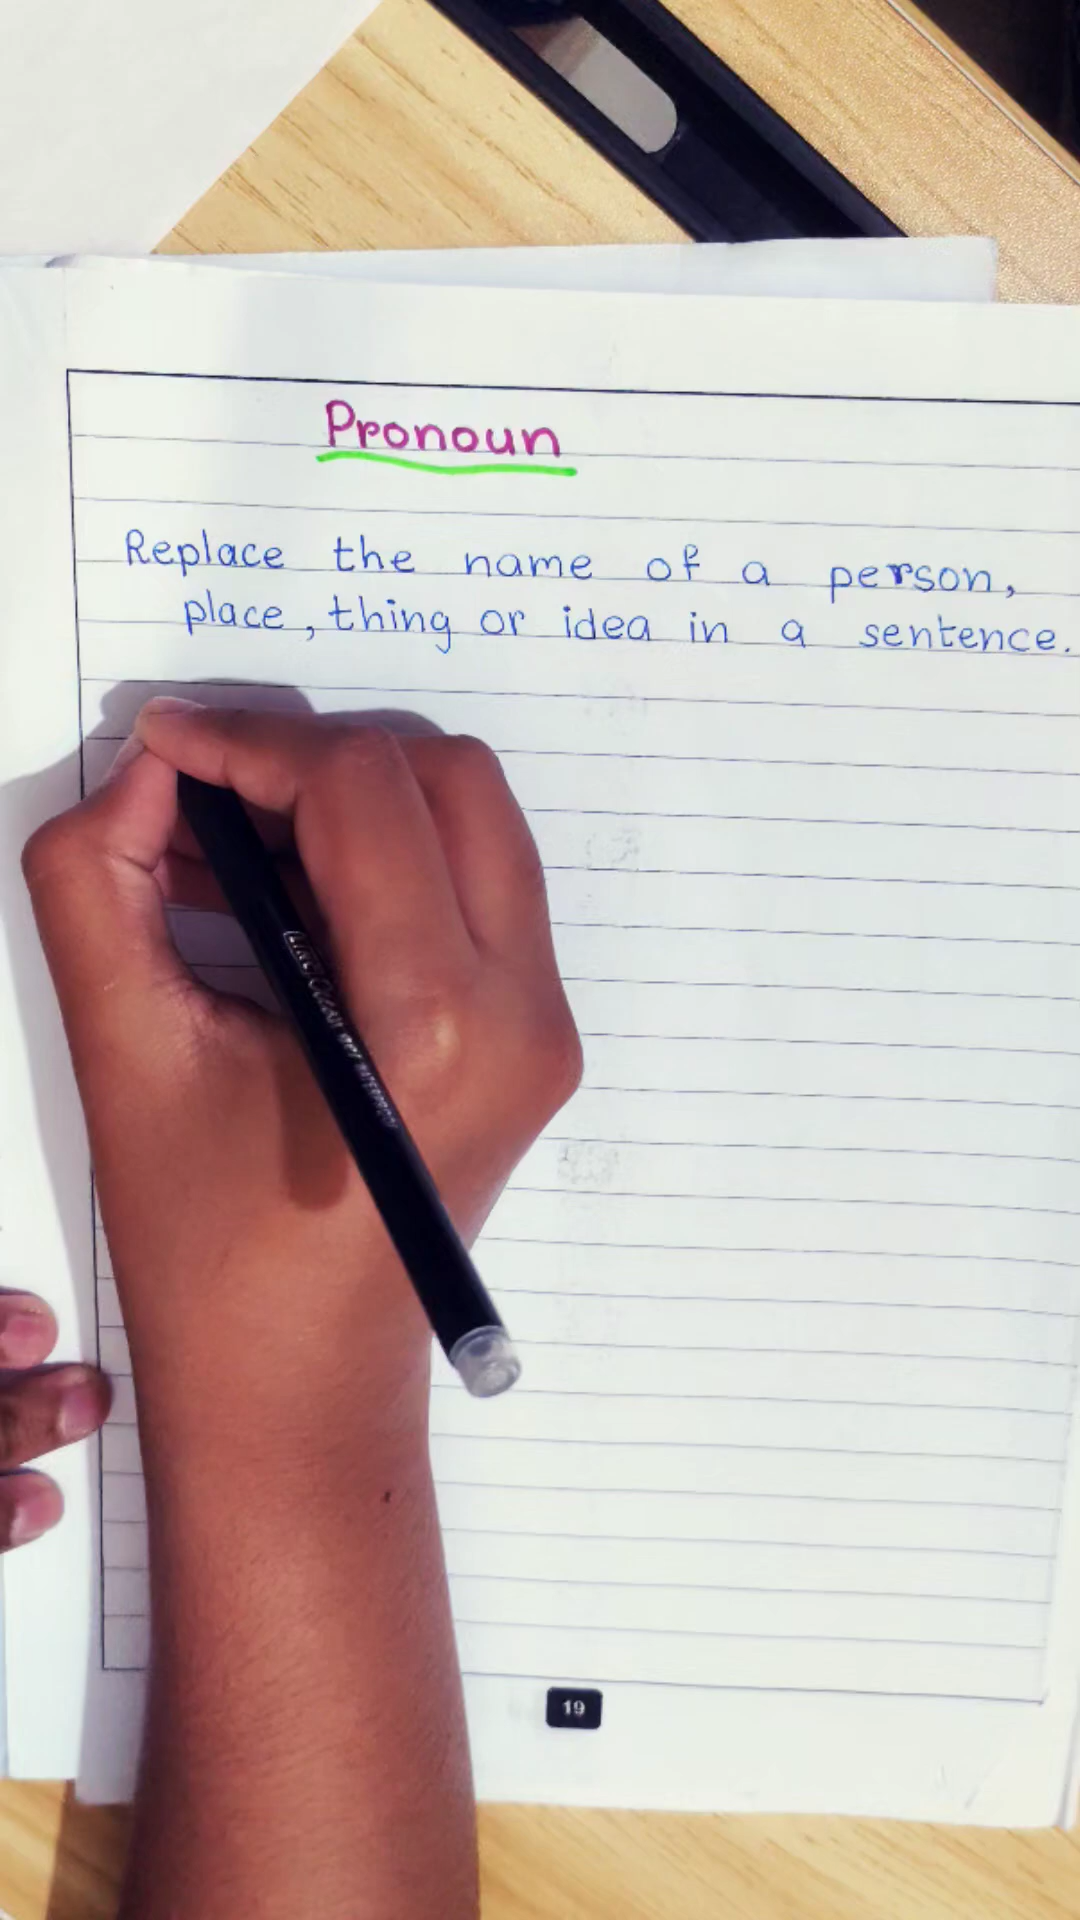 Pronoun
Replace the name of a person,
place, thing or idea in a sentence.
19